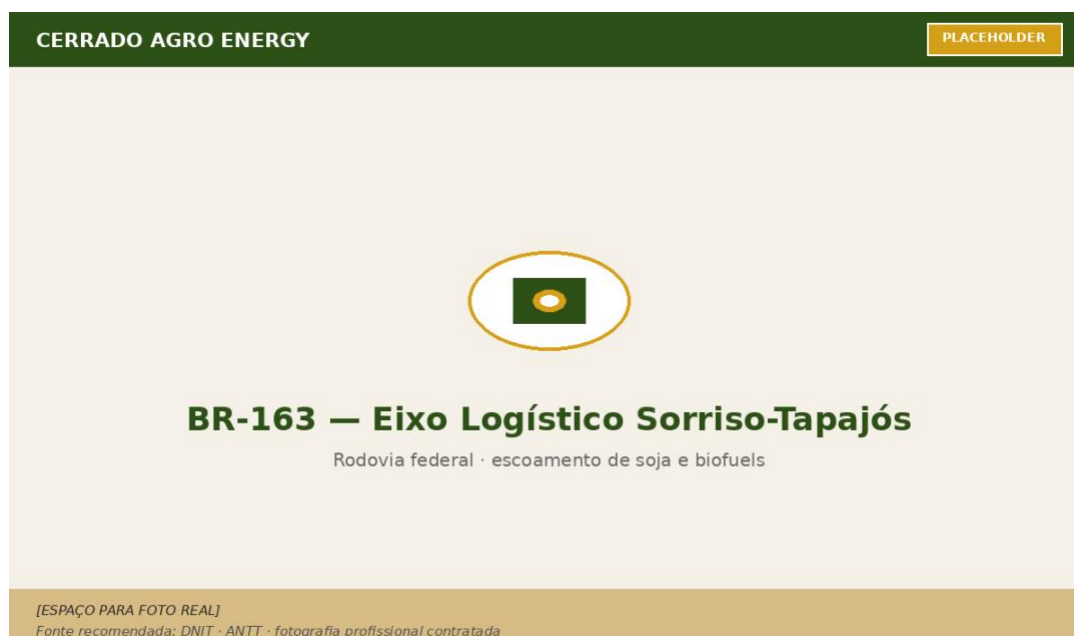 CERRADO AGRO ENERGY
PLACEHOLDER
BR-163 — Eixo Logístico Sorriso-Tapajós
Rodovia federal · escoamento de soja e biofuels
[ESPAÇO PARA FOTO REAL]
Fonte recomendada: DNIT · ANTT · fotografia profissional contratada